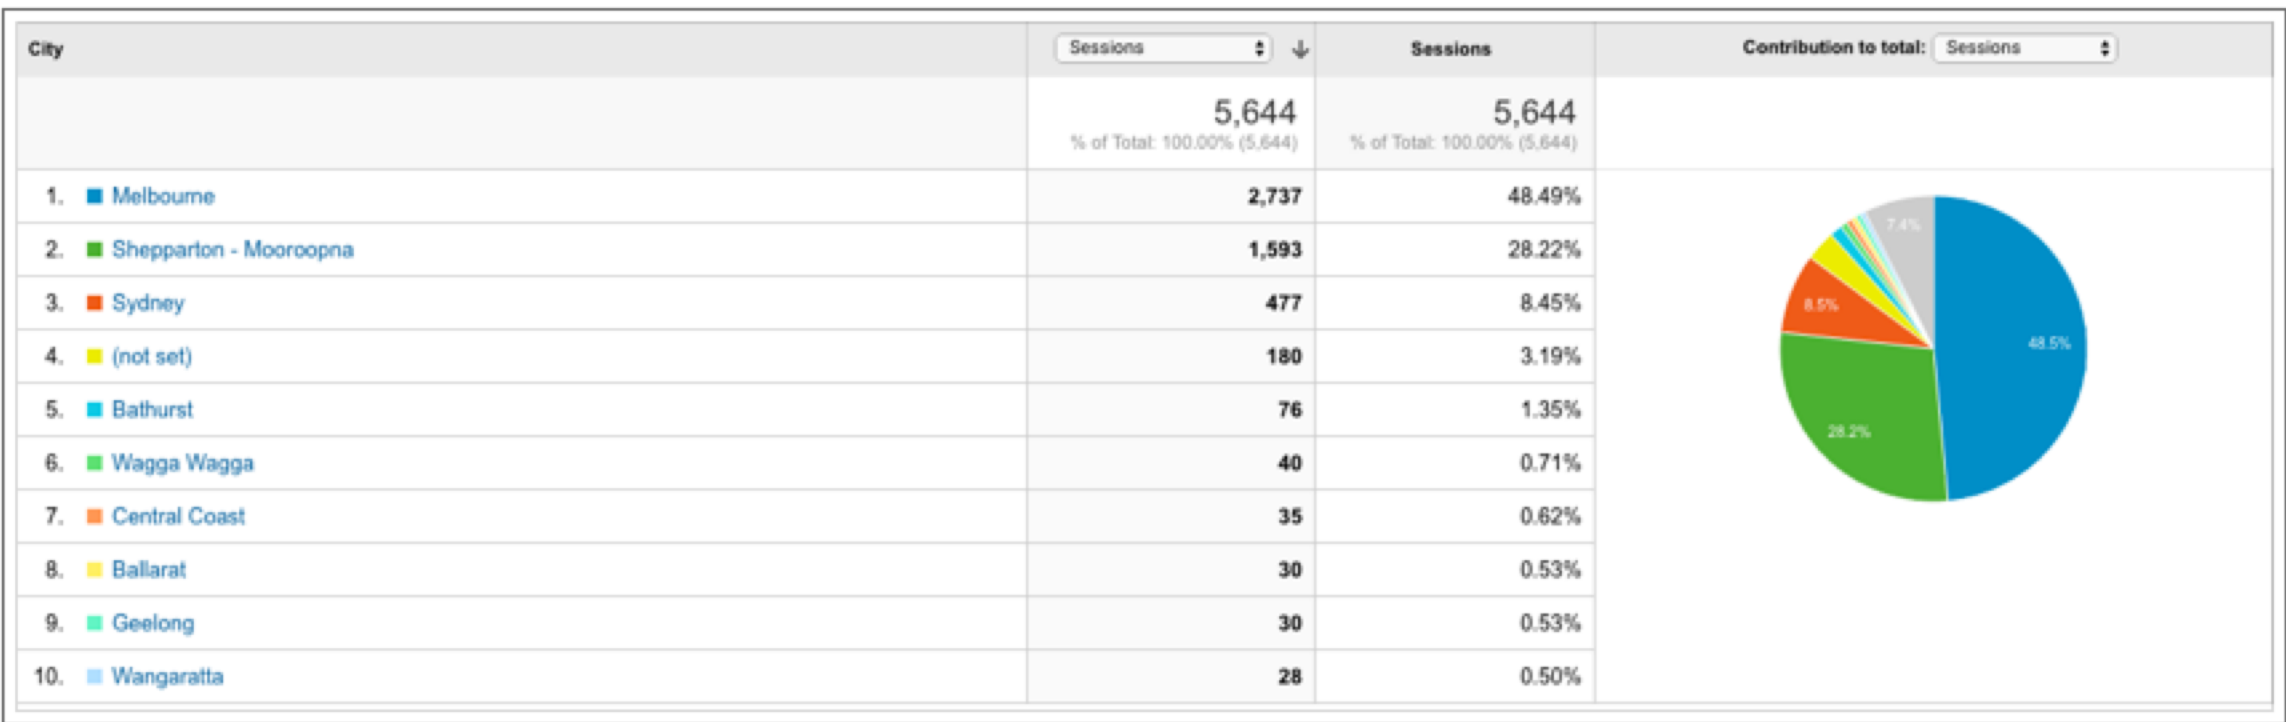 City Sessions Sessions Contribution to total: Sessions
5,644 5,644
% of Total: 100.00% (5,644) % of Total: 100.00% (5,644)
1. Melbourne 2,737 48.49%
2. Shepparton - Mooroopna 1,593 28.22%
3. Sydney 477 8.45%
4. (not set) 180 3.19%
5. Bathurst 76 1.35%
6. Wagga Wagga 40 0.71%
7. Central Coast 35 0.62%
8. Ballarat 30 0.53%
9. Geelong 30 0.53%
10. Wangaratta 28 0.50%
7.4%
8.5%
48.5%
28.2%